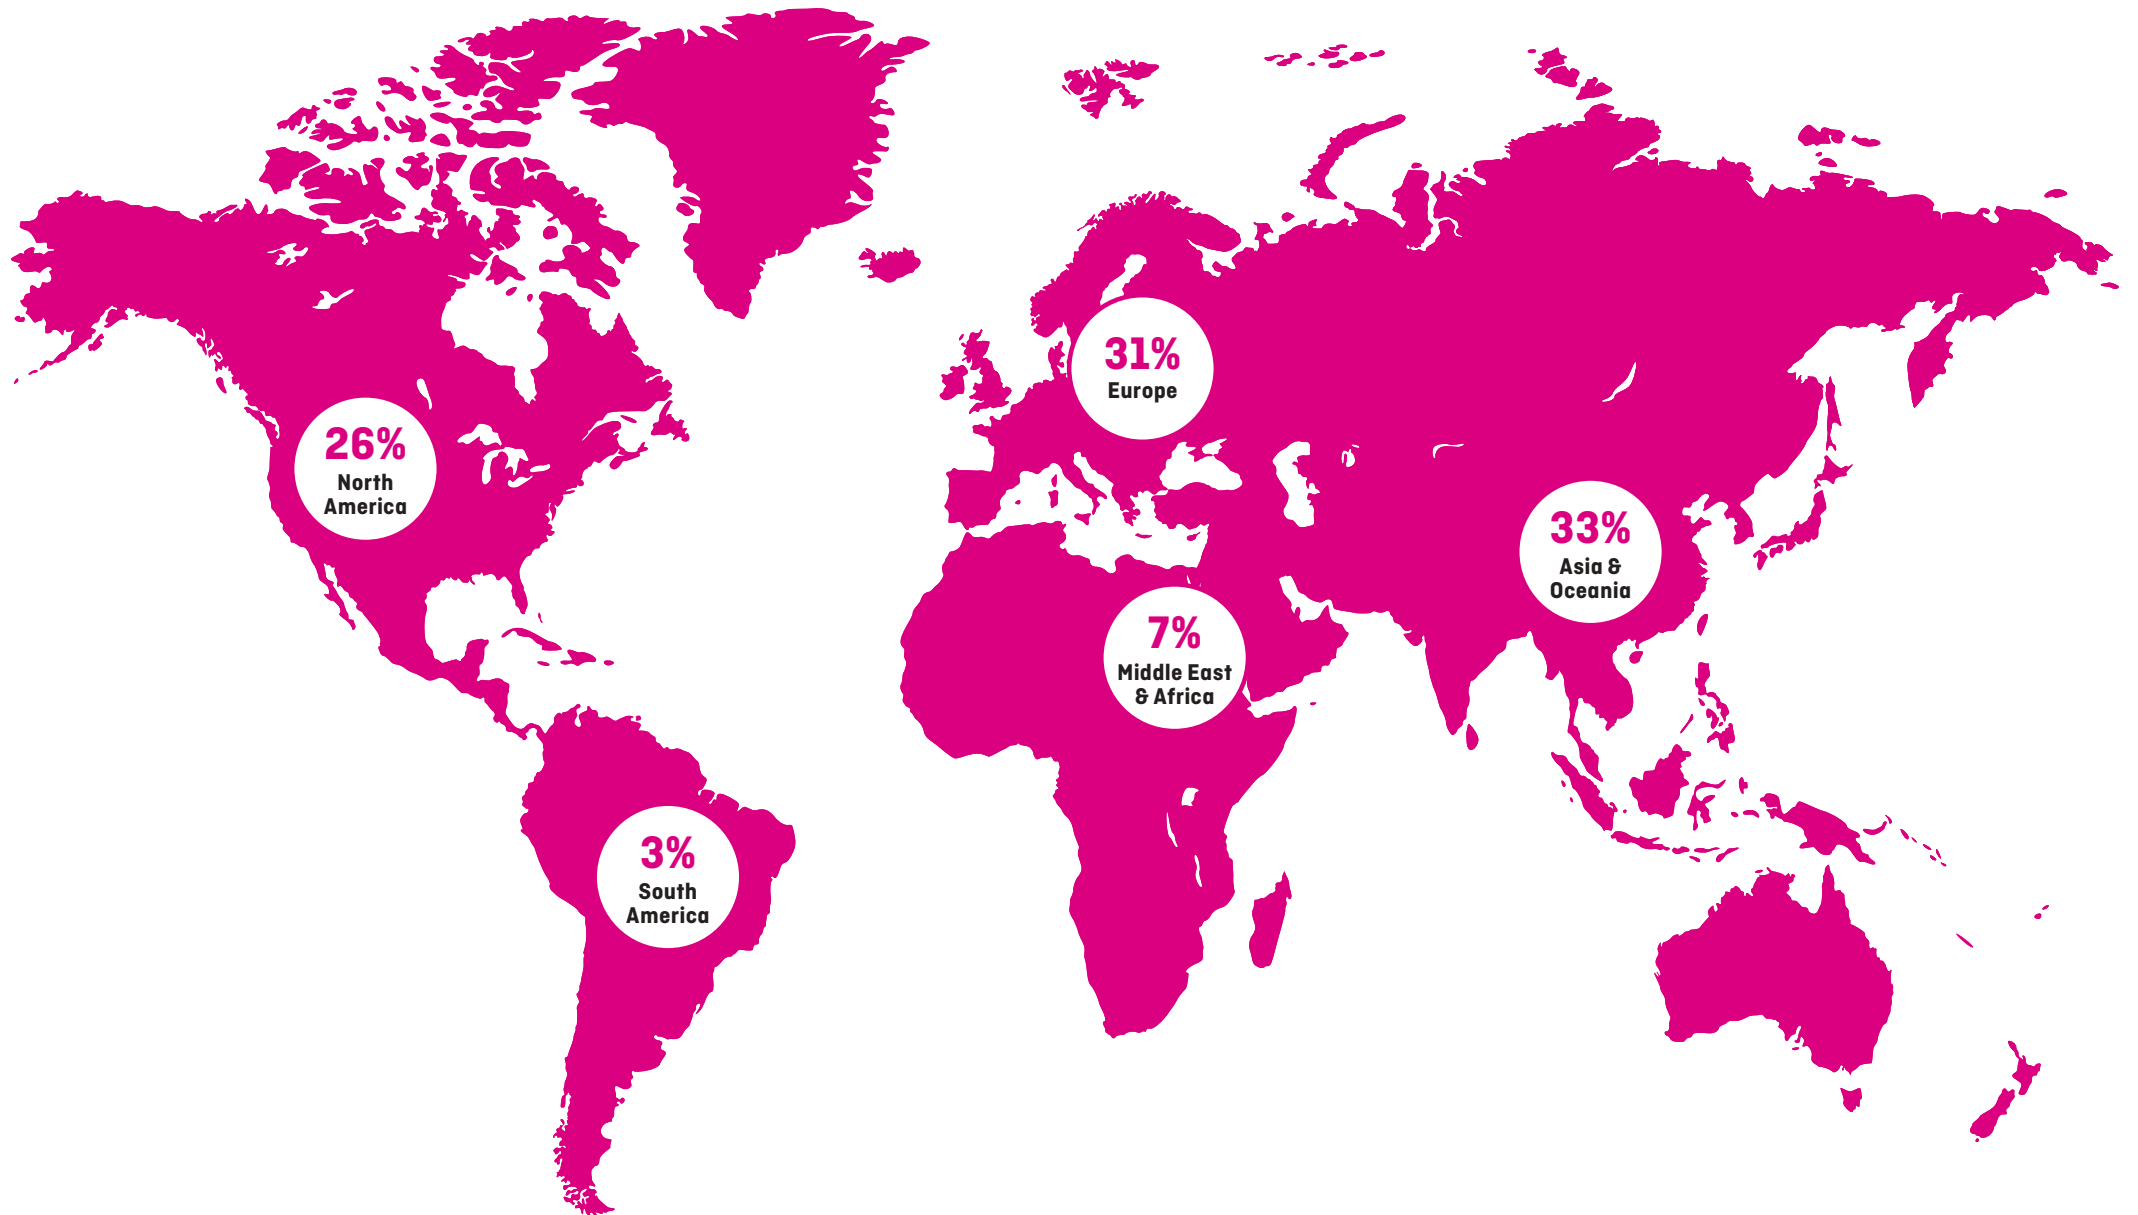 31%
Europe
26%
North
America
33%
Asia &
Oceania
7%
Middle East
& Africa
3%
South
America